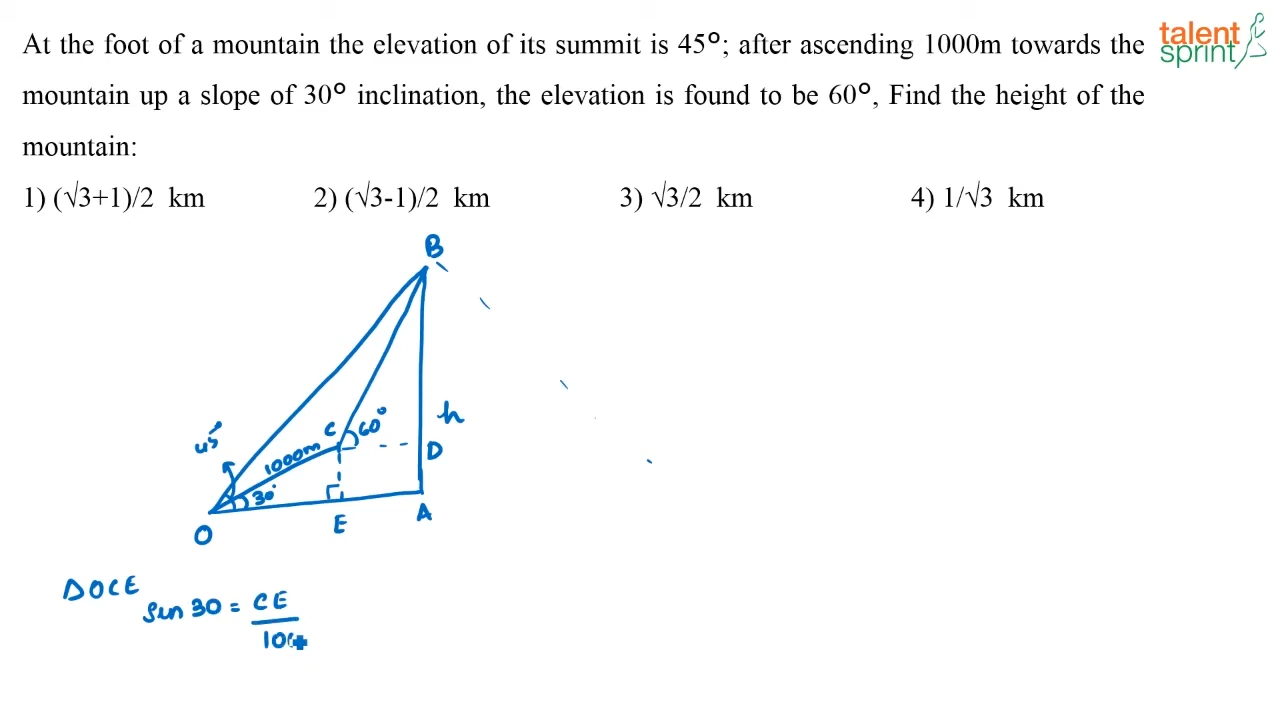 At the foot of a mountain the elevation of its summit is 45°; after ascending 1000m towards the
mountain up a slope of 30° inclination, the elevation is found to be 60°, Find the height of the
mountain:
1) (√3+1)/2 km 2) (√3-1)/2 km 3) √3/2 km 4) 1/√3 km
talent
sprint
B
h
C 60°
45°
1000m
D
30°
O E A
ΔOCE
Sin 30 = CE
100